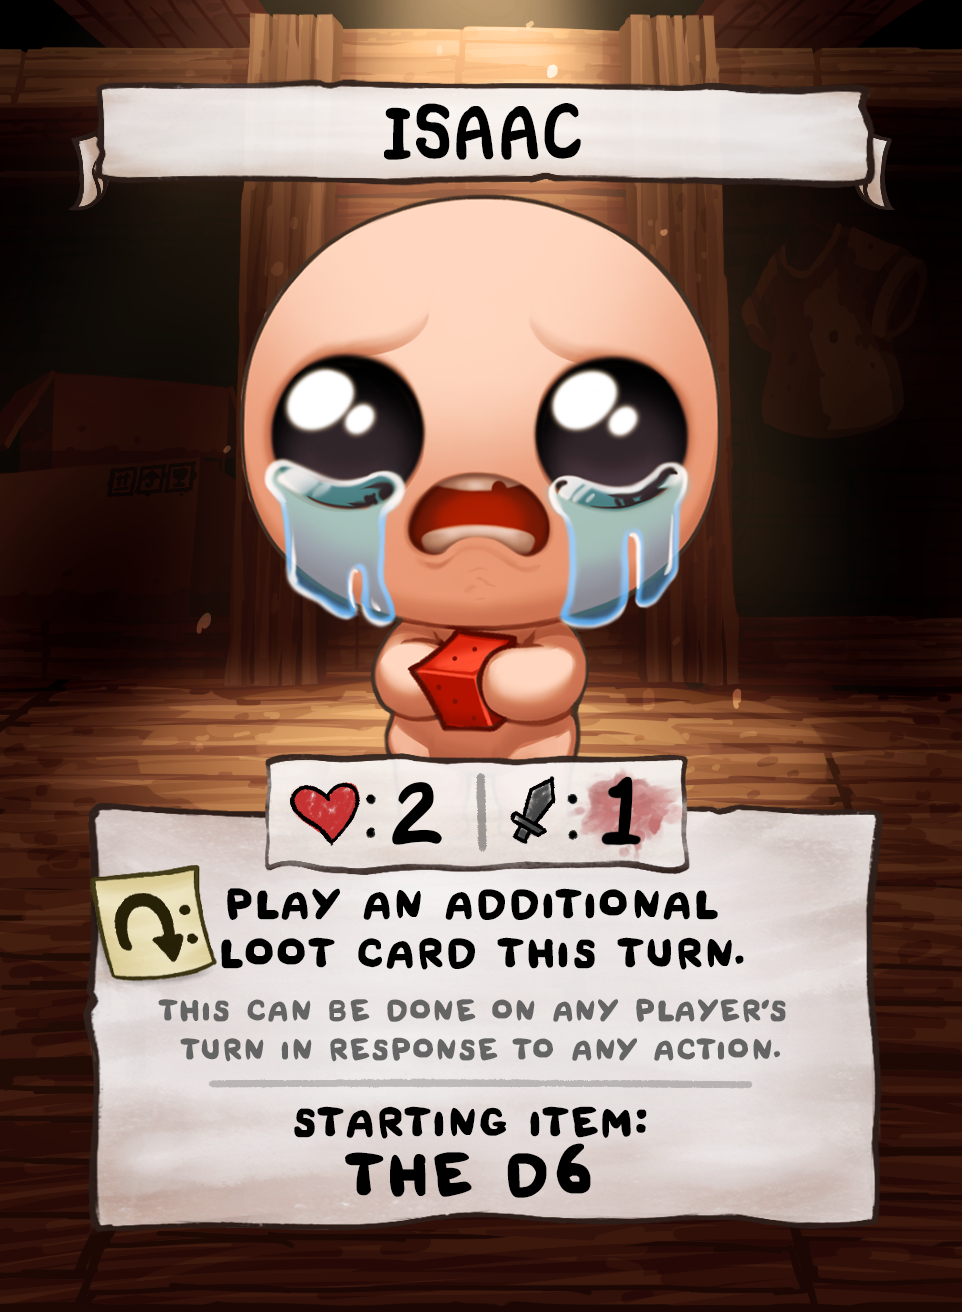 ISAAC
: 2 | : 1
: PLAY AN ADDITIONAL
LOOT CARD THIS TURN.
THIS CAN BE DONE ON ANY PLAYER'S
TURN IN RESPONSE TO ANY ACTION.
STARTING ITEM:
THE D6